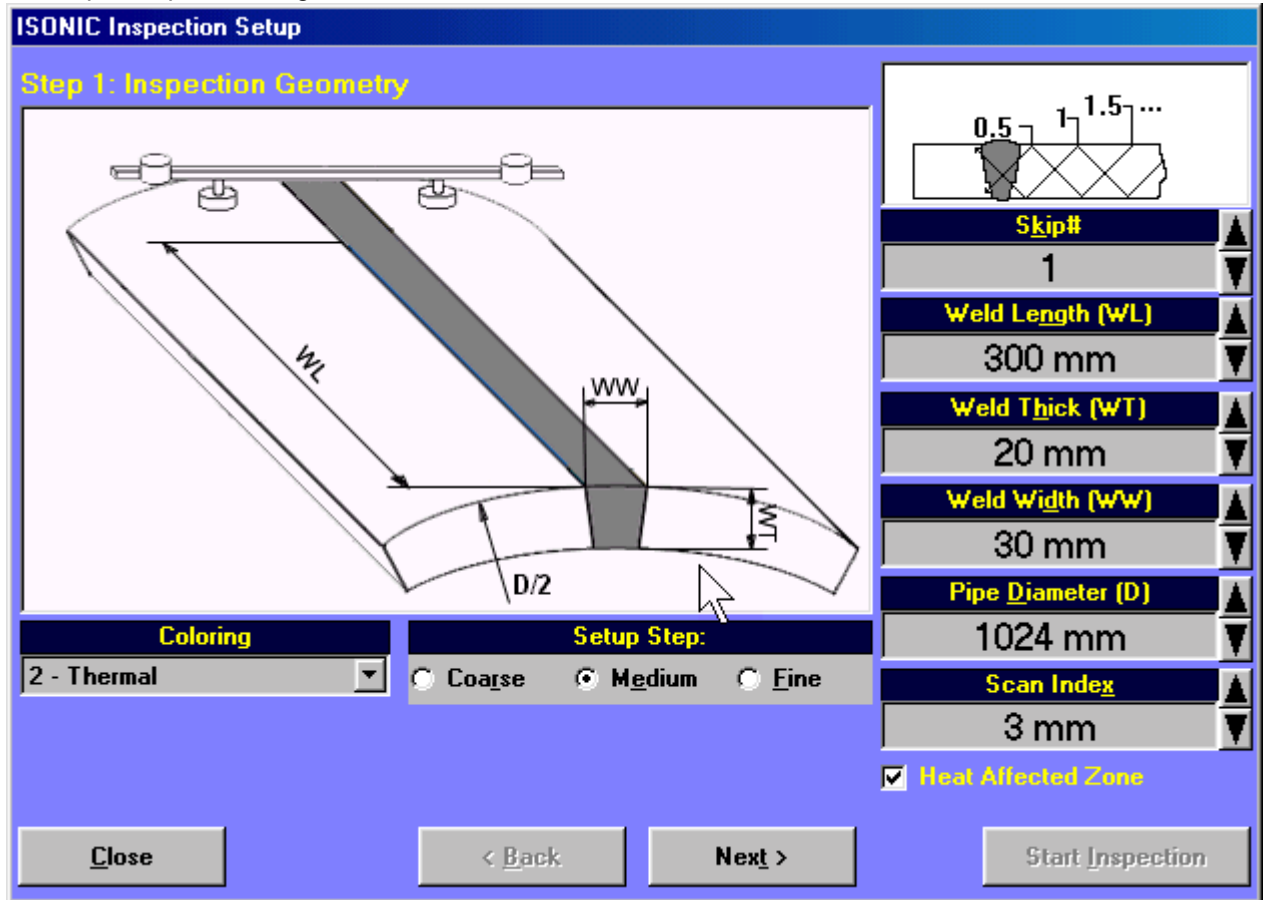 ISONIC Inspection Setup
Step 1: Inspection Geometry
WL
WW
WT
D/2
0.5
1
1.5
...
Skip#
1
Weld Length (WL)
300 mm
Weld Thick (WT)
20 mm
Weld Width (WW)
30 mm
Pipe Diameter (D)
1024 mm
Scan Index
3 mm
Heat Affected Zone
Coloring
2 - Thermal
Setup Step:
Coarse Medium Fine
Close
< Back
Next >
Start Inspection